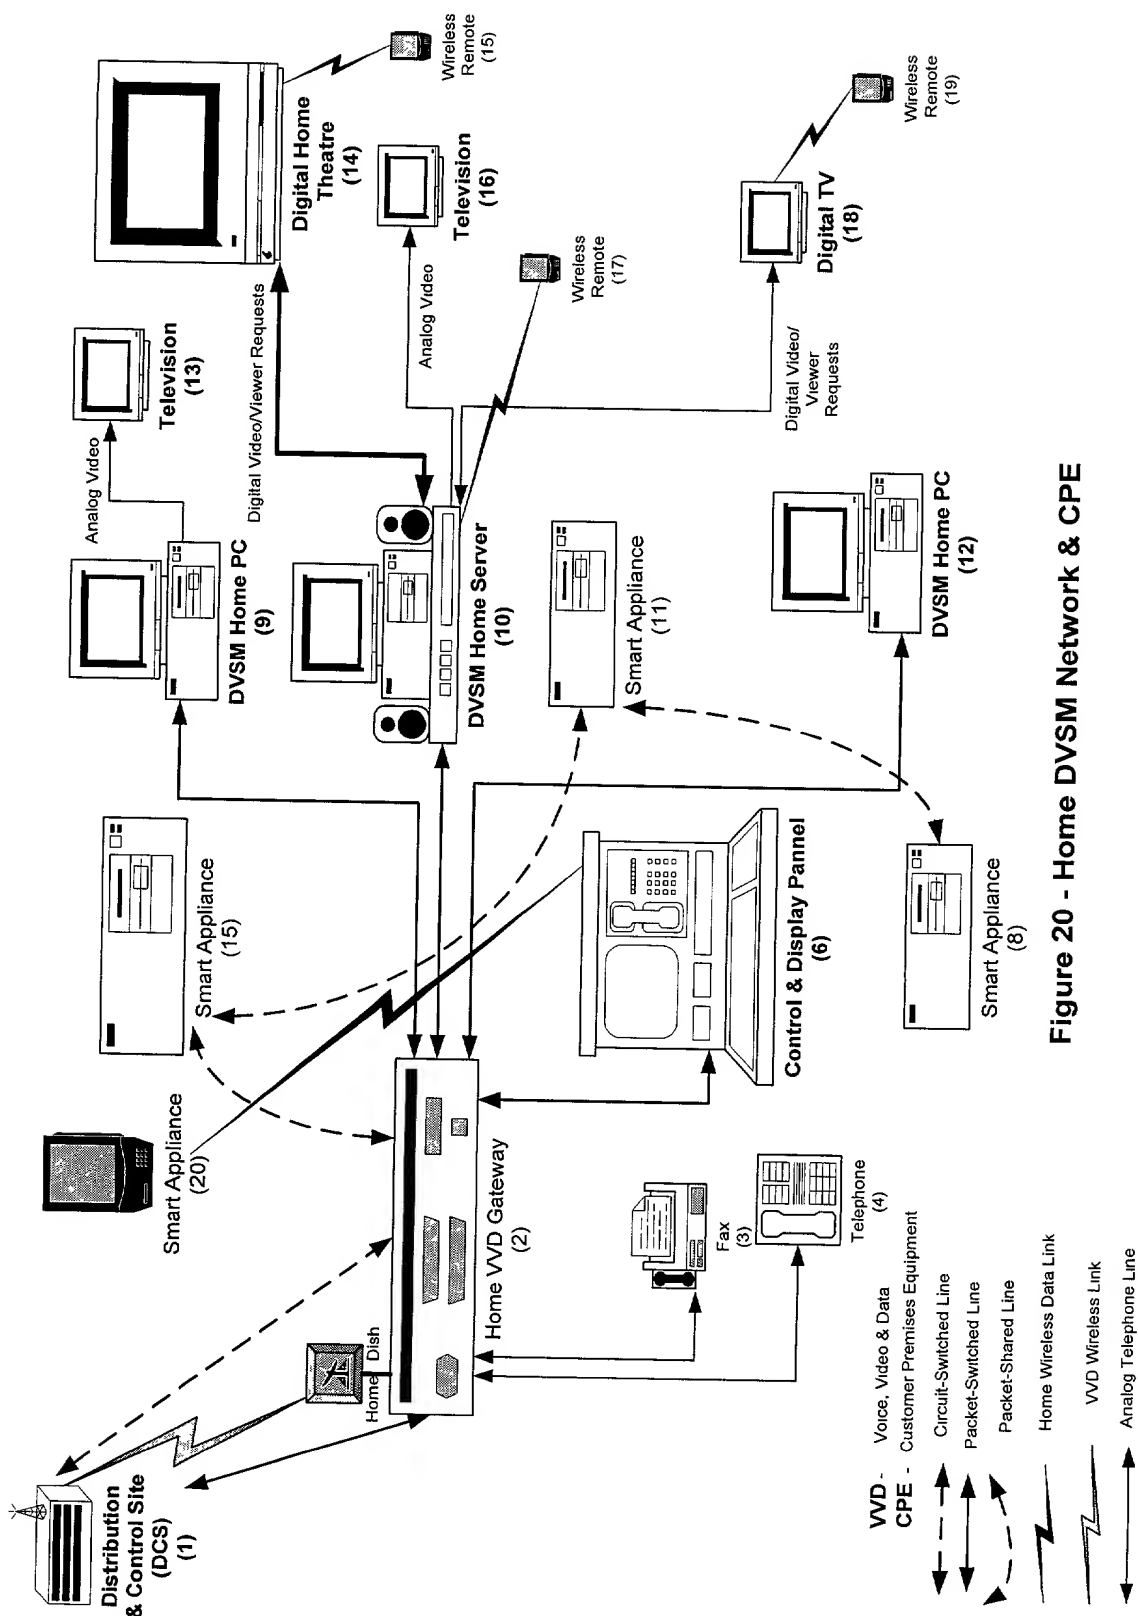 Distribution
& Control Site
(DCS)
(1)
Home Dish
Home VVD Gateway
(2)
Smart Appliance
(20)
Smart Appliance
(15)
DVSM Home PC
(9)
Analog Video
Television
(13)
Digital Video/Viewer Requests
Digital Home
Theatre
(14)
Wireless
Remote
(15)
DVSM Home Server
(10)
Analog Video
Television
(16)
Wireless
Remote
(17)
Digital Video/
Viewer
Requests
Digital TV
(18)
Wireless
Remote
(19)
Smart Appliance
(11)
DVSM Home PC
(12)
Control & Display Pannel
(6)
Smart Appliance
(8)
Fax
(3)
Telephone
(4)
VVD - Voice, Video & Data
CPE - Customer Premises Equipment
Circuit-Switched Line
Packet-Switched Line
Packet-Shared Line
Home Wireless Data Link
VVD Wireless Link
Analog Telephone Line
Figure 20 - Home DVSM Network & CPE